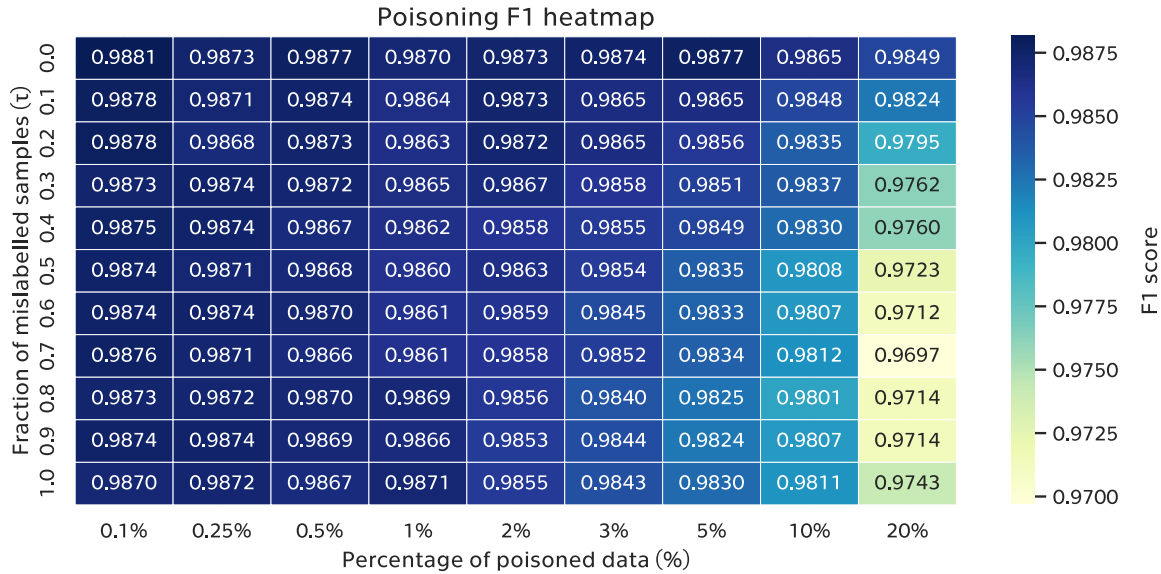 Poisoning F1 heatmap
Fraction of mislabelled samples (τ)
0.0 0.9881 0.9873 0.9877 0.9870 0.9873 0.9874 0.9877 0.9865 0.9849
0.1 0.9878 0.9871 0.9874 0.9864 0.9873 0.9865 0.9865 0.9848 0.9824
0.2 0.9878 0.9868 0.9873 0.9863 0.9872 0.9865 0.9856 0.9835 0.9795
0.3 0.9873 0.9874 0.9872 0.9865 0.9867 0.9858 0.9851 0.9837 0.9762
0.4 0.9875 0.9874 0.9867 0.9862 0.9858 0.9855 0.9849 0.9830 0.9760
0.5 0.9874 0.9871 0.9868 0.9860 0.9863 0.9854 0.9835 0.9808 0.9723
0.6 0.9874 0.9874 0.9870 0.9861 0.9859 0.9845 0.9833 0.9807 0.9712
0.7 0.9876 0.9871 0.9866 0.9861 0.9858 0.9852 0.9834 0.9812 0.9697
0.8 0.9873 0.9872 0.9870 0.9869 0.9856 0.9840 0.9825 0.9801 0.9714
0.9 0.9874 0.9874 0.9869 0.9866 0.9853 0.9844 0.9824 0.9807 0.9714
1.0 0.9870 0.9872 0.9867 0.9871 0.9855 0.9843 0.9830 0.9811 0.9743
0.1% 0.25% 0.5% 1% 2% 3% 5% 10% 20%
Percentage of poisoned data (%)
0.9875
0.9850
0.9825
0.9800
0.9775
0.9750
0.9725
0.9700
F1 score